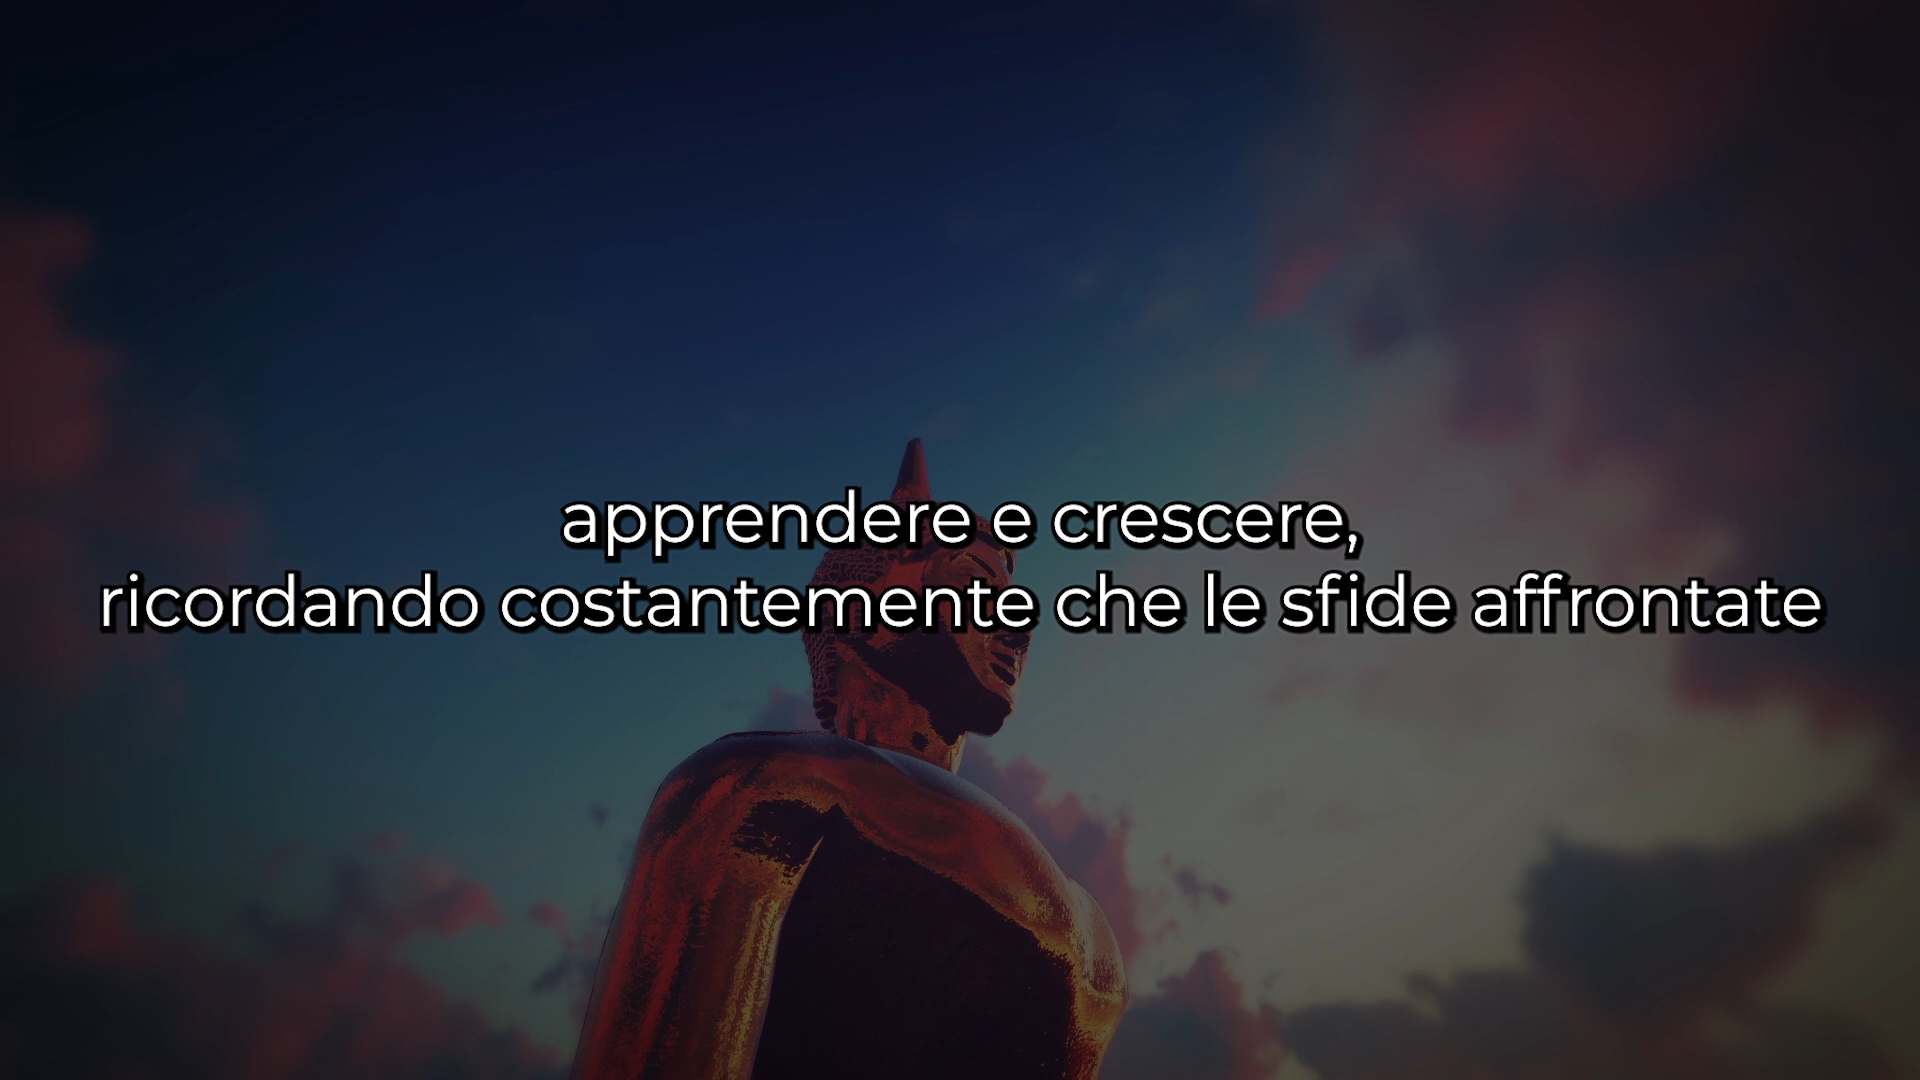 apprendere e crescere,
ricordando costantemente che le sfide affrontate